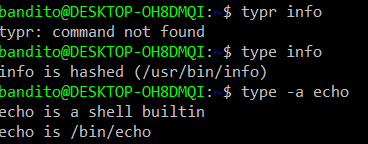 bandito@DESKTOP-OH8DMQI:~$ typr info
typr: command not found
bandito@DESKTOP-OH8DMQI:~$ type info
info is hashed (/usr/bin/info)
bandito@DESKTOP-OH8DMQI:~$ type -a echo
echo is a shell builtin
echo is /bin/echo